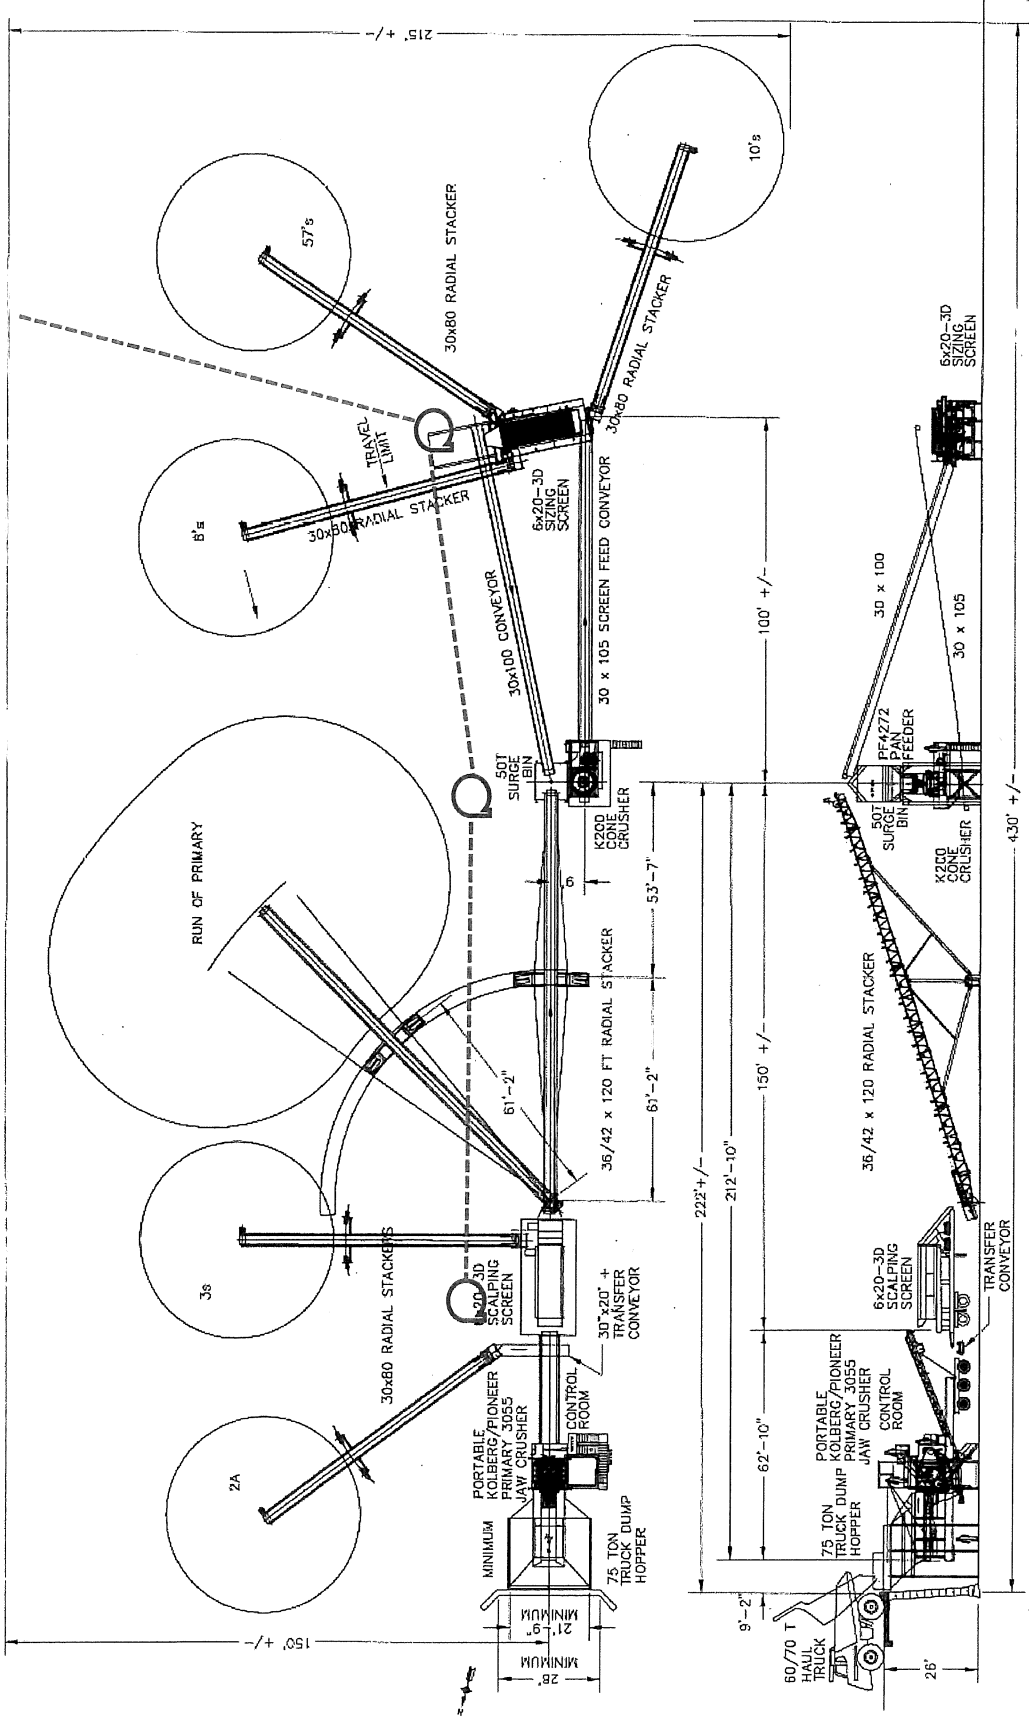 215' +/-
57's
10's
30x80 RADIAL STACKER
8's
TRAVEL
LIMIT
30x80 RADIAL STACKER
30x80 RADIAL STACKER
6x20-3D
SIZING
SCREEN
30x100 CONVEYOR
30 x 105 SCREEN FEED CONVEYOR
50T
SURGE
BIN
K200
CONE
CRUSHER
RUN OF PRIMARY
36/42 x 120 FT RADIAL STACKER
61'-2"
61'-2"
53'-7"
3s
30x80 RADIAL STACKERS
6x20-3D
SCALPING
SCREEN
30"x20' +
TRANSFER
CONVEYOR
2A
PORTABLE
KOLBERG/PIONEER
PRIMARY 3055
JAW CRUSHER
CONTROL
ROOM
MINIMUM
75 TON
TRUCK DUMP
HOPPER
21'-9"
MINIMUM
28'
MINIMUM
150' +/-
100' +/-
150' +/-
222' +/-
212'-10"
62'-10"
9'-2"
430' +/-
6x20-3D
SIZING
SCREEN
30 x 100
30 x 105
PF4272
PAN
FEEDER
50T
SURGE
BIN
K200
CONE
CRUSHER
36/42 x 120 RADIAL STACKER
6x20-3D
SCALPING
SCREEN
TRANSFER
CONVEYOR
PORTABLE
KOLBERG/PIONEER
PRIMARY 3055
JAW CRUSHER
CONTROL
ROOM
75 TON
TRUCK DUMP
HOPPER
60/70 T
HAUL
TRUCK
26'